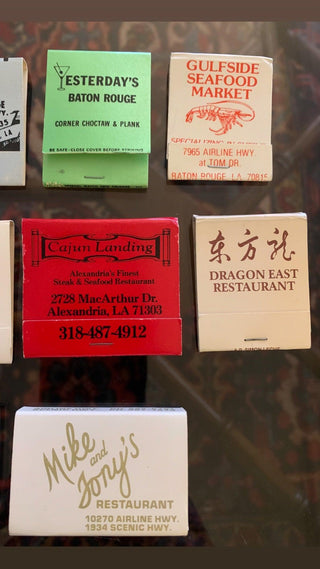 YESTERDAY'S
BATON ROUGE
CORNER CHOCTAW & PLANK
BE SAFE-CLOSE COVER BEFORE STRIKING
GULFSIDE
SEAFOOD
MARKET
SPECIALIZING
7965 AIRLINE HWY.
at TOM DR.
BATON ROUGE, LA 70815
Cajun Landing
Alexandria's Finest
Steak & Seafood Restaurant
2728 MacArthur Dr.
Alexandria, LA 71303
318-487-4912
东方龙
DRAGON EAST
RESTAURANT
Mike
and
Tony's
RESTAURANT
10270 AIRLINE HWY.
1934 SCENIC HWY.